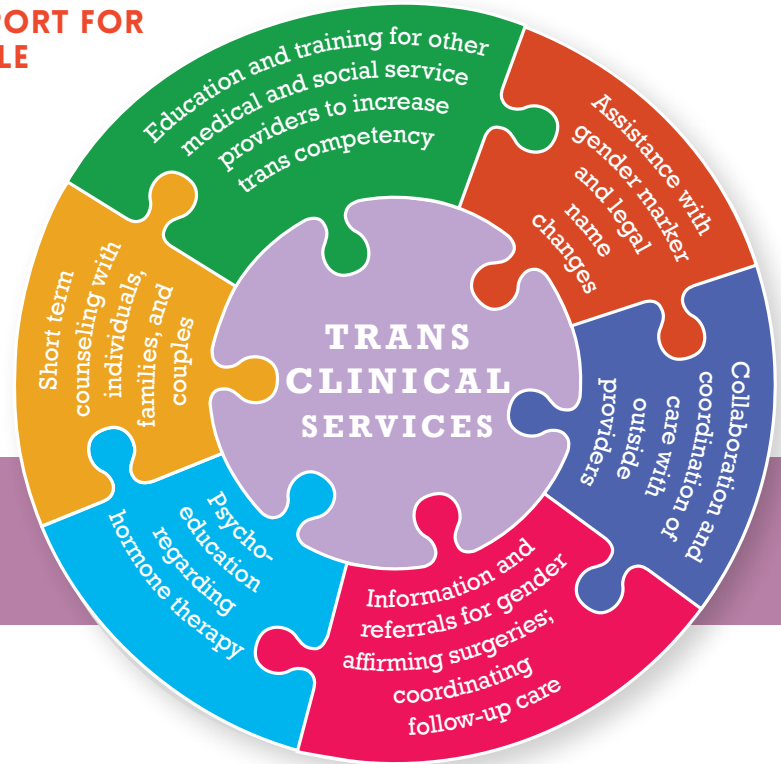 PORT FOR
LE
Education and training for other
medical and social service
providers to increase
trans competency
Assistance with
gender marker
and legal
name
changes
Collaboration and
coordination of
care with
outside
providers
Information and
referrals for gender
affirming surgeries;
coordinating
follow-up care
Psycho-
education
regarding
hormone therapy
Short term
counseling with
individuals,
families, and
couples
TRANS
CLINICAL
SERVICES